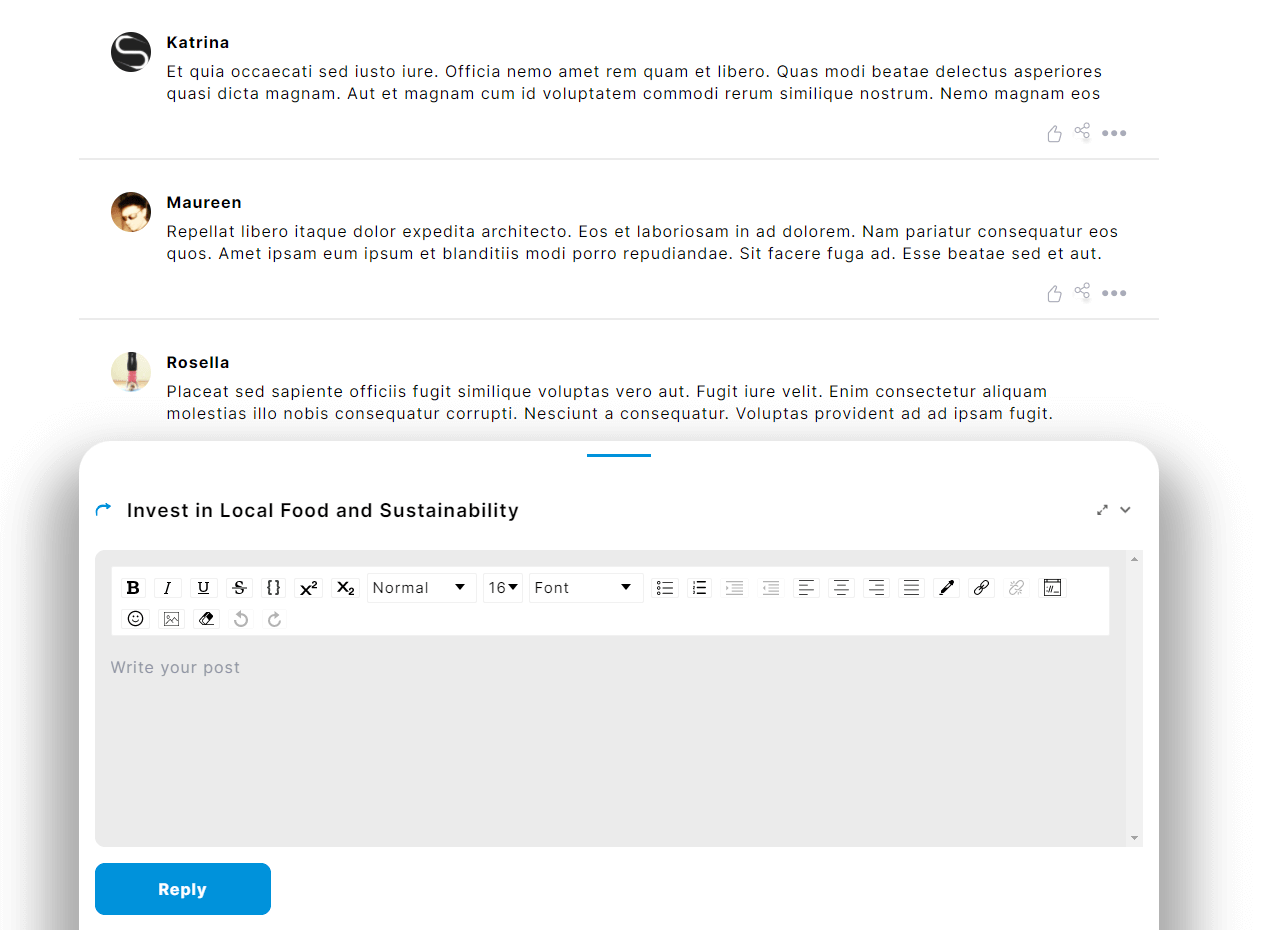 Katrina
Et quia occaecati sed iusto iure. Officia nemo amet rem quam et libero. Quas modi beatae delectus asperiores
quasi dicta magnam. Aut et magnam cum id voluptatem commodi rerum similique nostrum. Nemo magnam eos
Maureen
Repellat libero itaque dolor expedita architecto. Eos et laboriosam in ad dolorem. Nam pariatur consequatur eos
quos. Amet ipsam eum ipsum et blanditiis modi porro repudiandae. Sit facere fuga ad. Esse beatae sed et aut.
Rosella
Placeat sed sapiente officiis fugit similique voluptas vero aut. Fugit iure velit. Enim consectetur aliquam
molestias illo nobis consequatur corrupti. Nesciunt a consequatur. Voluptas provident ad ad ipsam fugit.
Invest in Local Food and Sustainability
B I U S {} x² x₂ Normal 16 Font
Write your post
Reply